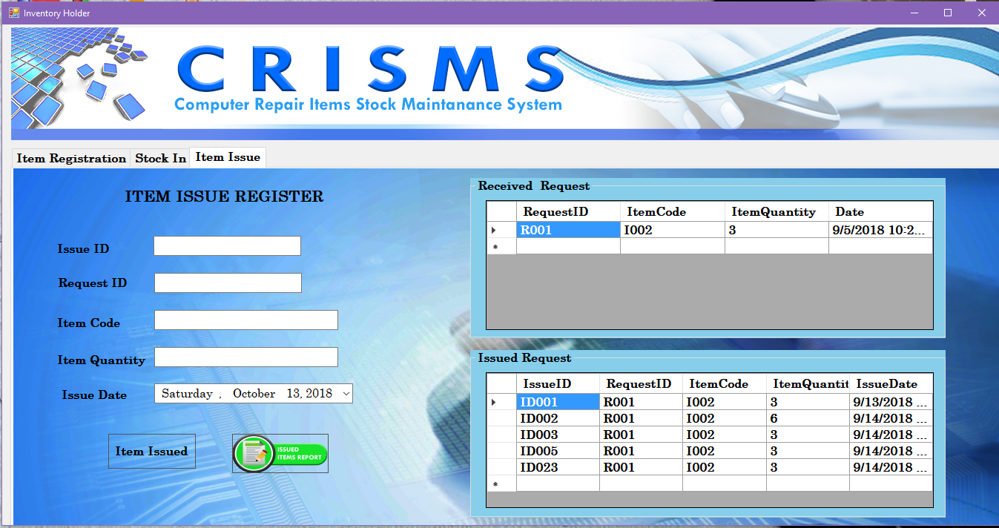 Inventory Holder
CRISMS
Computer Repair Items Stock Maintanance System
Item Registration Stock In Item Issue
ITEM ISSUE REGISTER
Issue ID
Request ID
Item Code
Item Quantity
Issue Date Saturday , October 13, 2018
Item Issued
ISSUED
ITEMS REPORT
Received Request
RequestID ItemCode ItemQuantity Date
R001 I002 3 9/5/2018 10:2...
Issued Request
IssueID RequestID ItemCode ItemQuantit IssueDate
ID001 R001 I002 3 9/13/2018 ...
ID002 R001 I002 6 9/14/2018 ...
ID003 R001 I002 3 9/14/2018 ...
ID005 R001 I002 3 9/14/2018 ...
ID023 R001 I002 3 9/14/2018 ...